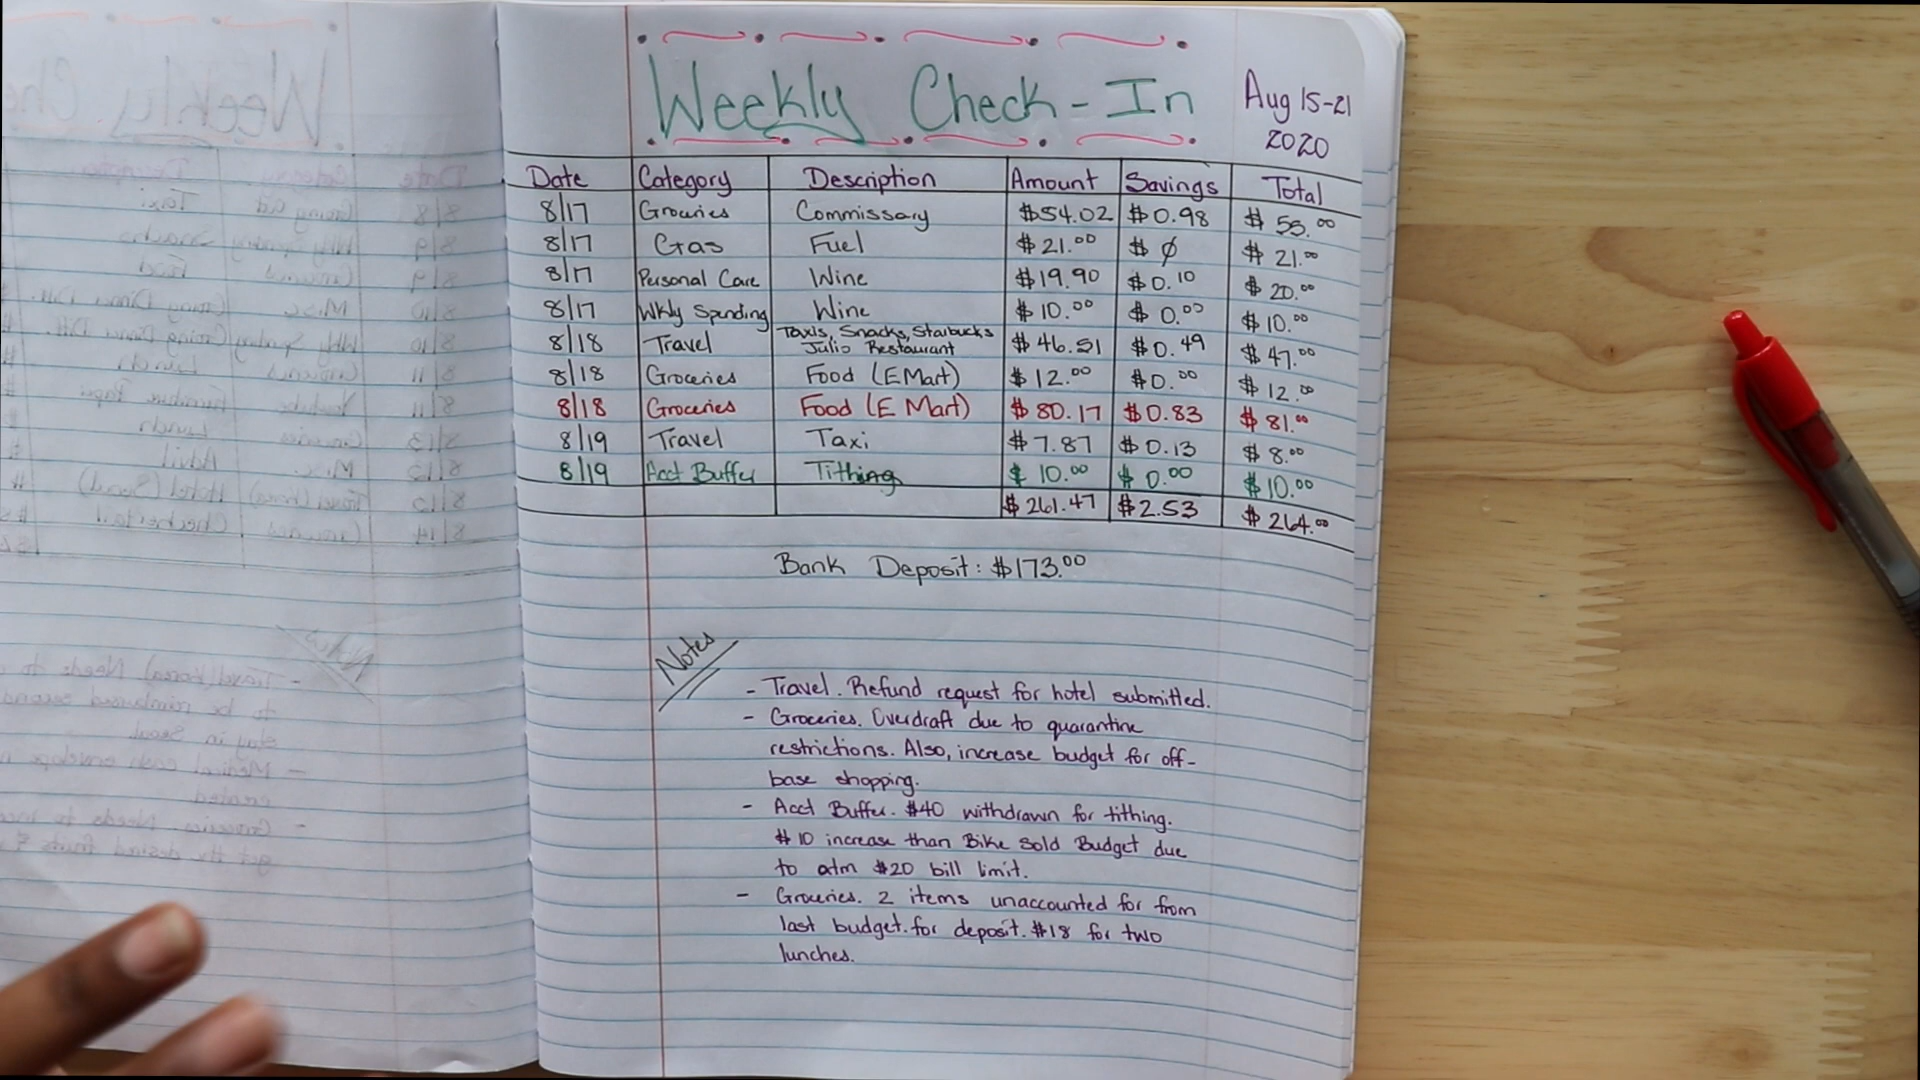 Weekly Check-In
Aug 15-21
2020
Date Category Description Amount Savings Total
8/17 Groceries Commissary $54.02 $0.98 $55.00
8/17 Gas Fuel $21.00 $ Ø $21.00
8/17 Personal Care Wine $19.90 $0.10 $20.00
8/17 Wkly Spending Wine $10.00 $0.00 $10.00
8/18 Travel Taxis, Snacks, Starbucks
Julio Restaurant $46.51 $0.49 $47.00
8/18 Groceries Food (EMart) $12.00 $0.00 $12.00
8/18 Groceries Food (E Mart) $80.17 $0.83 $81.00
8/19 Travel Taxi $7.87 $0.13 $8.00
8/19 Acct Buffer Tithing $10.00 $0.00 $10.00
$261.47 $2.53 $264.00
Bank Deposit: $173.00
Notes
- Travel. Refund request for hotel submitted.
- Groceries. Overdraft due to quarantine
restrictions. Also, increase budget for off-
base shopping.
- Acct Buffer. $40 withdrawn for tithing.
$10 increase than Bike Sold Budget due
to atm $20 bill limit.
- Groceries. 2 items unaccounted for from
last budget. for deposit. $18 for two
lunches.